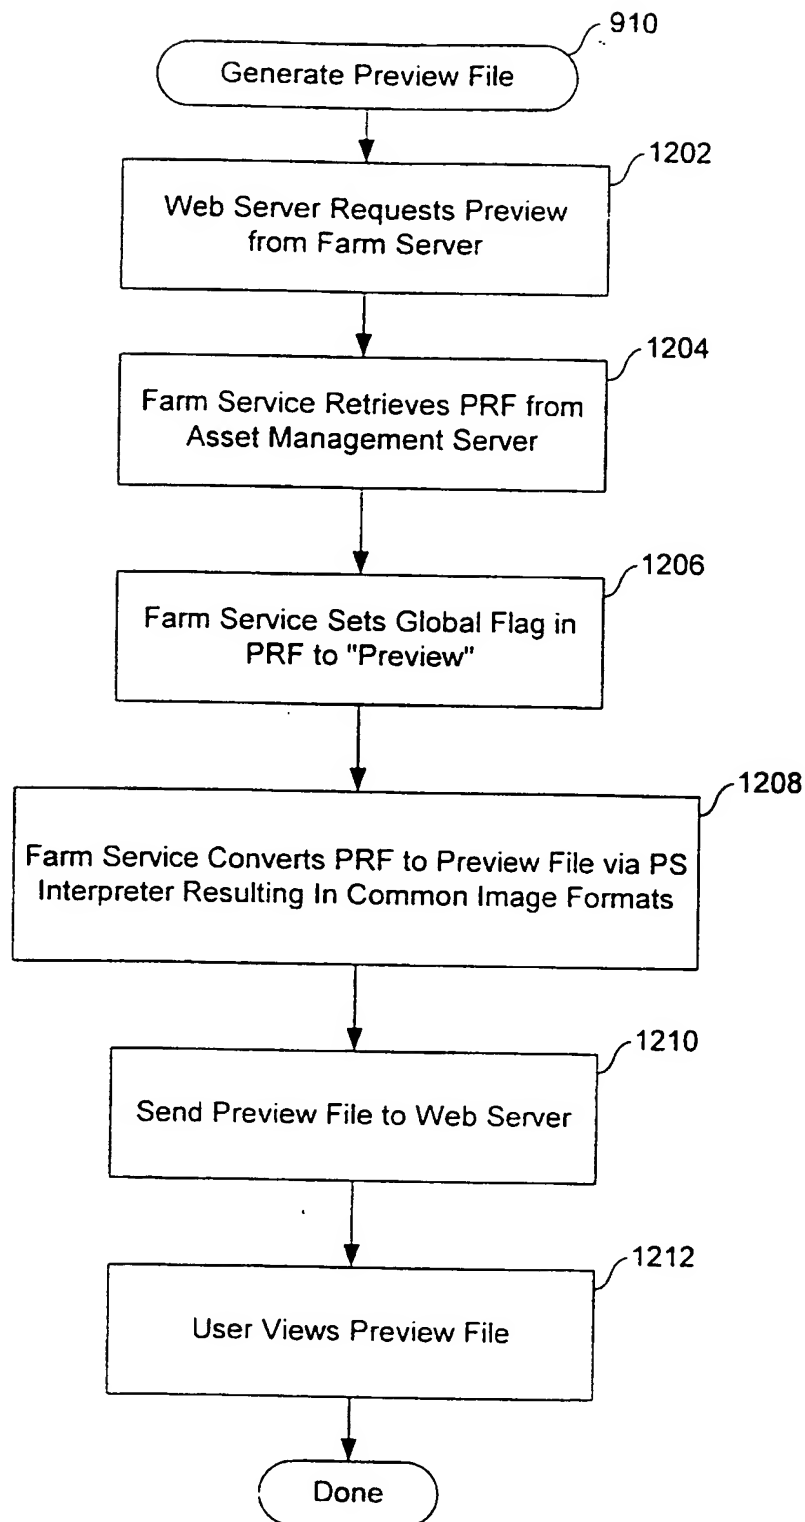 910
Generate Preview File
1202
Web Server Requests Preview
from Farm Server
1204
Farm Service Retrieves PRF from
Asset Management Server
1206
Farm Service Sets Global Flag in
PRF to "Preview"
1208
Farm Service Converts PRF to Preview File via PS
Interpreter Resulting In Common Image Formats
1210
Send Preview File to Web Server
1212
User Views Preview File
Done